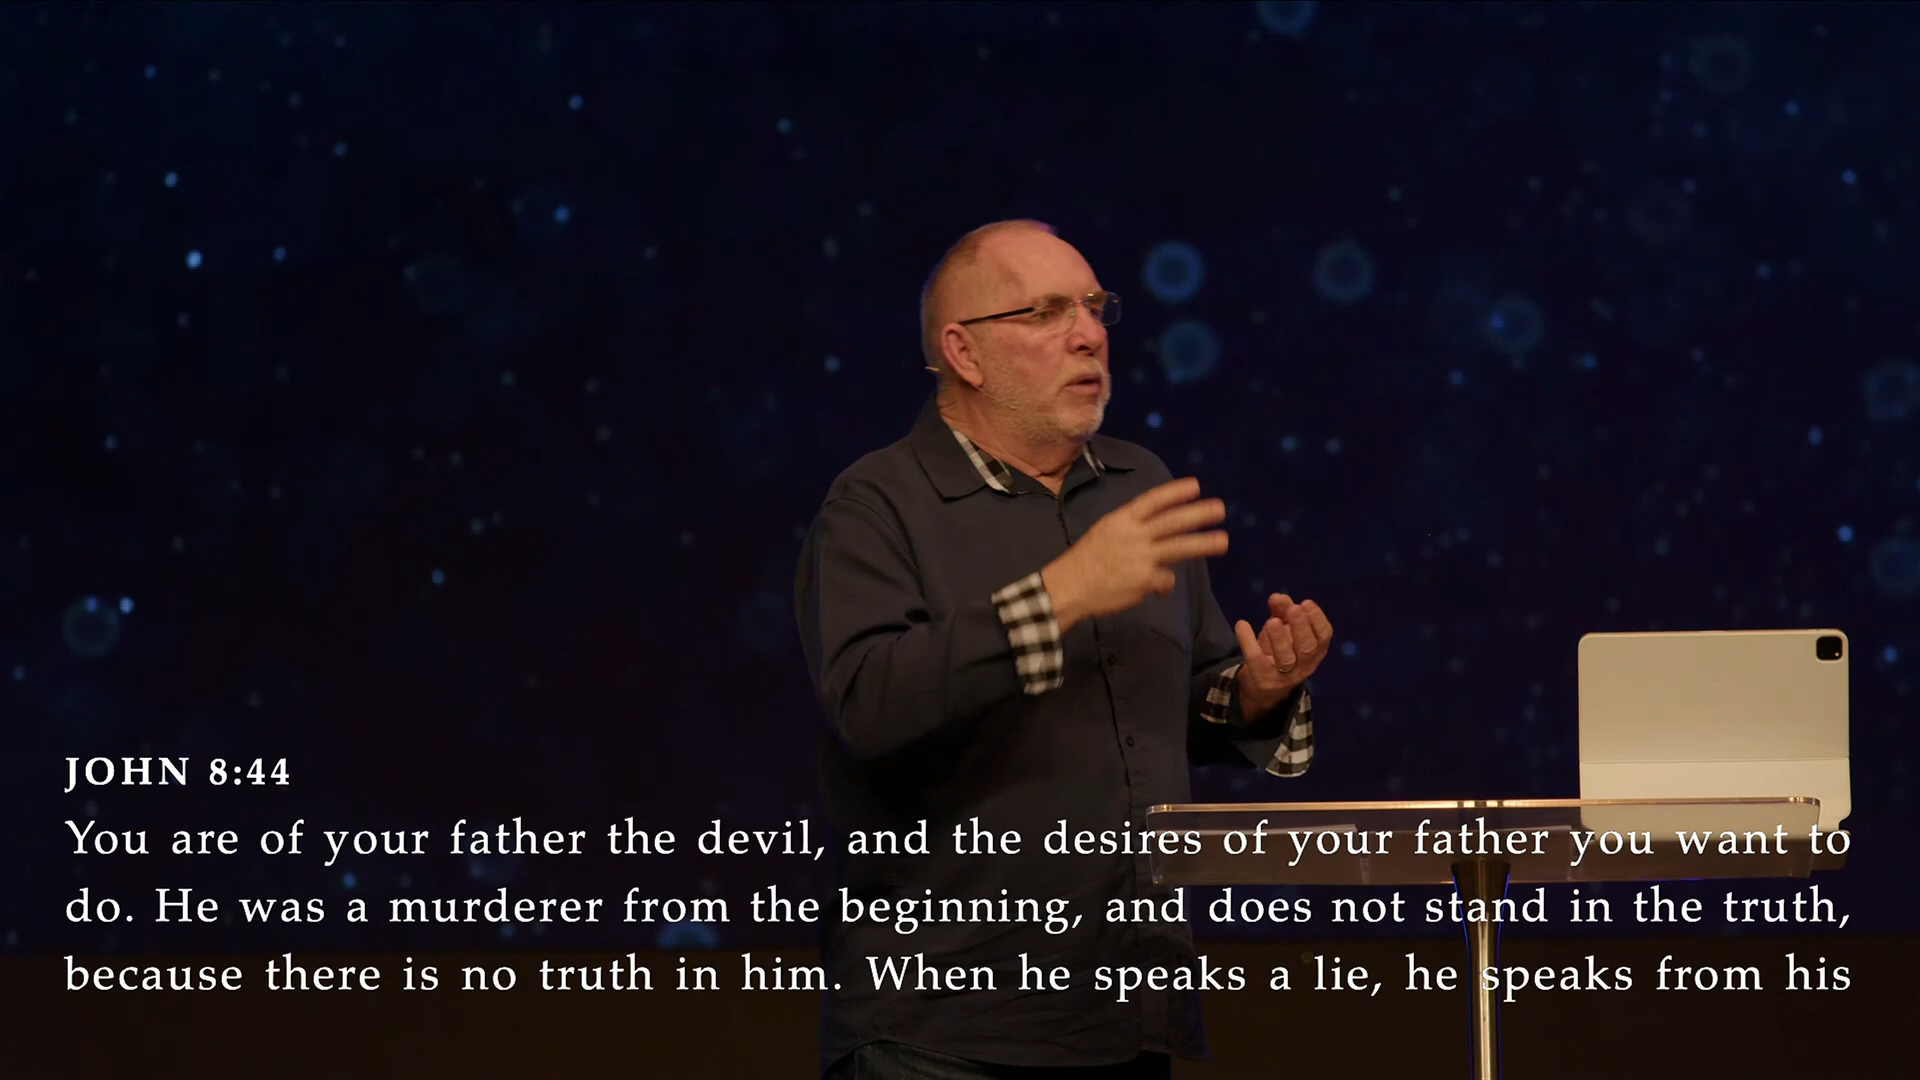 JOHN 8:44
You are of your father the devil, and the desires of your father you want to
do. He was a murderer from the beginning, and does not stand in the truth,
because there is no truth in him. When he speaks a lie, he speaks from his